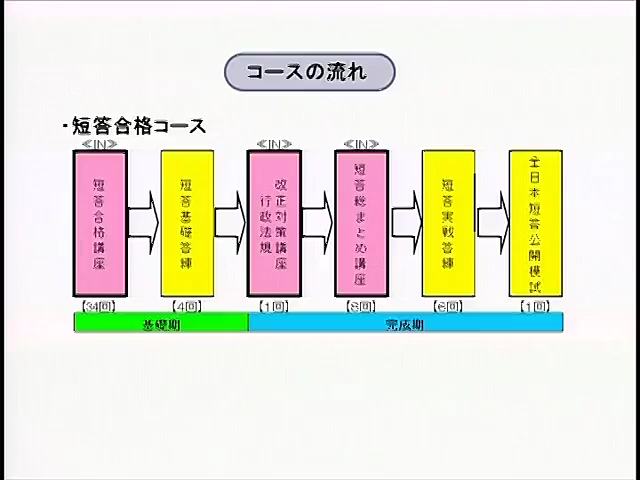 コースの流れ
・短答合格コース
≪IN≫ ≪IN≫ ≪IN≫
短答合格講座
短答基礎答練
行政法規
改正対策講座
短答総まとめ講座
短答実戦答練
全日本短答公開模試
【34回】 【4回】 【1回】 【8回】 【6回】 【1回】
基礎期 完成期